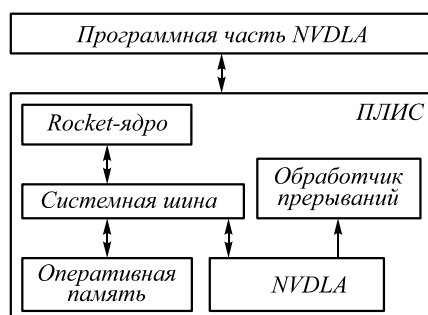 Программная часть NVDLA
ПЛИС
Rocket-ядро
Системная шина
Обработчик
прерываний
Оперативная
память
NVDLA